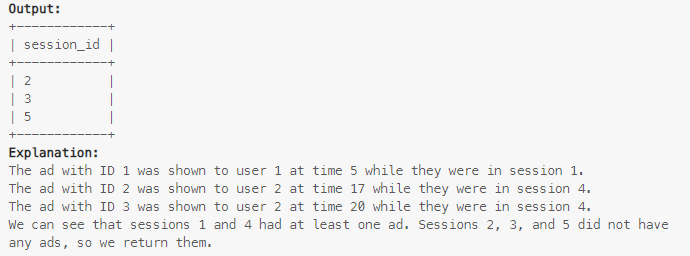 Output:
+------------+
| session_id |
+------------+
| 2          |
| 3          |
| 5          |
+------------+
Explanation:
The ad with ID 1 was shown to user 1 at time 5 while they were in session 1.
The ad with ID 2 was shown to user 2 at time 17 while they were in session 4.
The ad with ID 3 was shown to user 2 at time 20 while they were in session 4.
We can see that sessions 1 and 4 had at least one ad. Sessions 2, 3, and 5 did not have
any ads, so we return them.